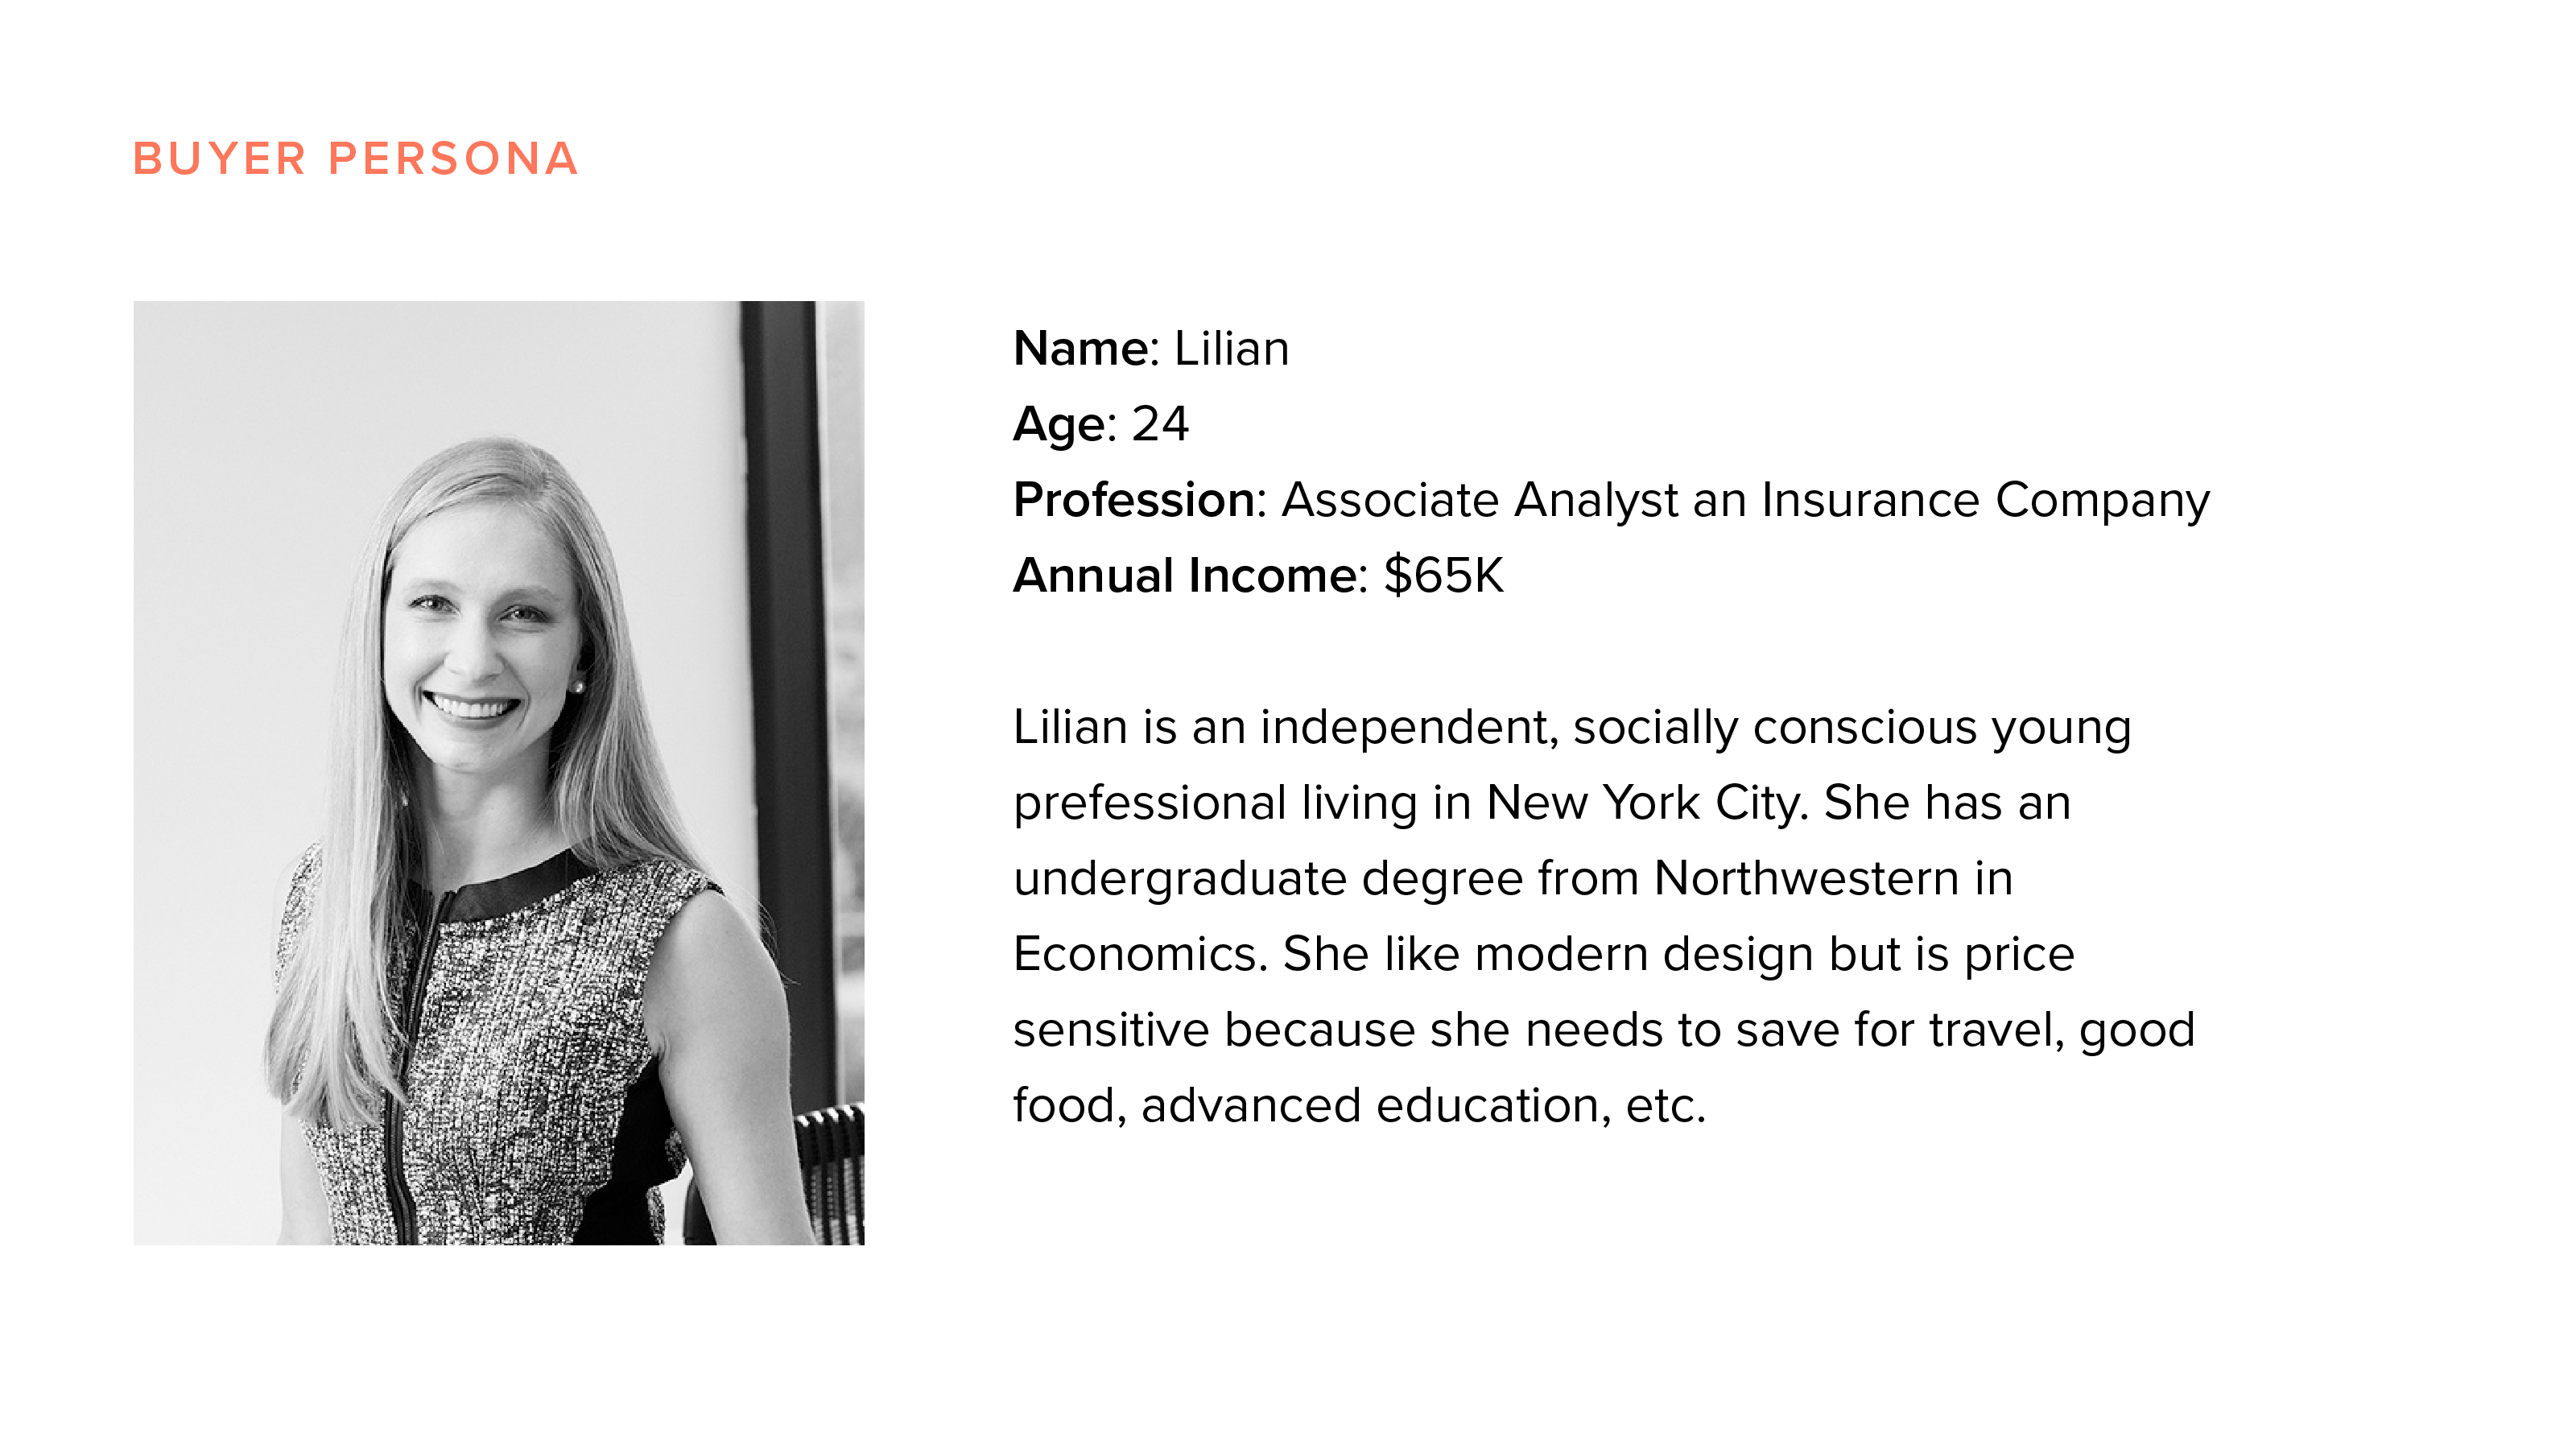 BUYER PERSONA
Name: Lilian
Age: 24
Profession: Associate Analyst an Insurance Company
Annual Income: $65K
Lilian is an independent, socially conscious young
prefessional living in New York City. She has an
undergraduate degree from Northwestern in
Economics. She like modern design but is price
sensitive because she needs to save for travel, good
food, advanced education, etc.